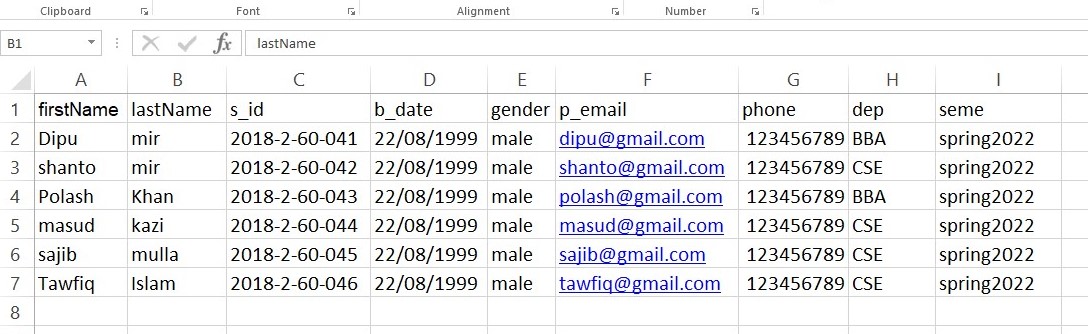 Clipboard Font Alignment Number
B1 fx lastName
A B C D E F G H I
1 firstName lastName s_id b_date gender p_email phone dep seme
2 Dipu mir 2018-2-60-041 22/08/1999 male dipu@gmail.com 123456789 BBA spring2022
3 shanto mir 2018-2-60-042 22/08/1999 male shanto@gmail.com 123456789 CSE spring2022
4 Polash Khan 2018-2-60-043 22/08/1999 male polash@gmail.com 123456789 BBA spring2022
5 masud kazi 2018-2-60-044 22/08/1999 male masud@gmail.com 123456789 CSE spring2022
6 sajib mulla 2018-2-60-045 22/08/1999 male sajib@gmail.com 123456789 CSE spring2022
7 Tawfiq Islam 2018-2-60-046 22/08/1999 male tawfiq@gmail.com 123456789 CSE spring2022
8